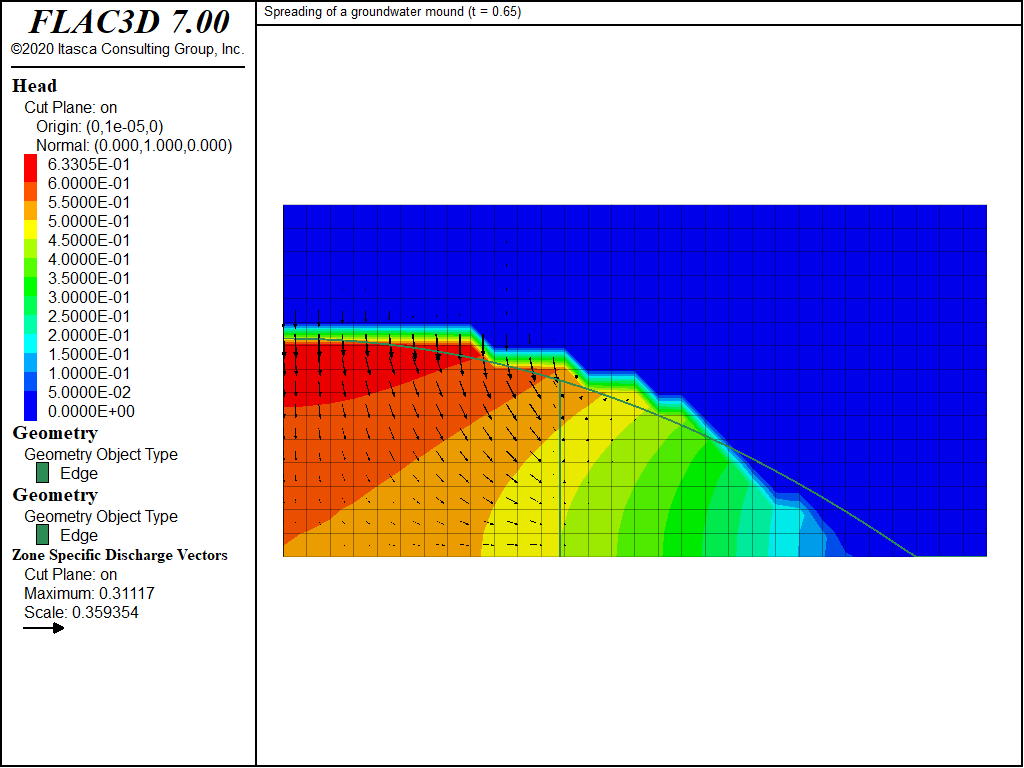 FLAC3D 7.00
©2020 Itasca Consulting Group, Inc.
Spreading of a groundwater mound (t = 0.65)
Head
Cut Plane: on
Origin: (0,1e-05,0)
Normal: (0.000,1.000,0.000)
6.3305E-01
6.0000E-01
5.5000E-01
5.0000E-01
4.5000E-01
4.0000E-01
3.5000E-01
3.0000E-01
2.5000E-01
2.0000E-01
1.5000E-01
1.0000E-01
5.0000E-02
0.0000E+00
Geometry
Geometry Object Type
Edge
Geometry
Geometry Object Type
Edge
Zone Specific Discharge Vectors
Cut Plane: on
Maximum: 0.31117
Scale: 0.359354